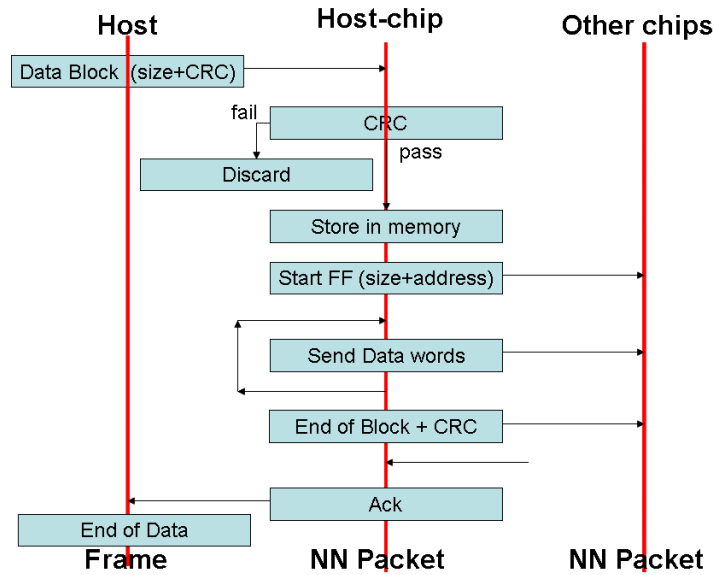 Host
Host-chip
Other chips
Data Block (size+CRC)
fail
CRC
pass
Discard
Store in memory
Start FF (size+address)
Send Data words
End of Block + CRC
Ack
End of Data
Frame
NN Packet
NN Packet